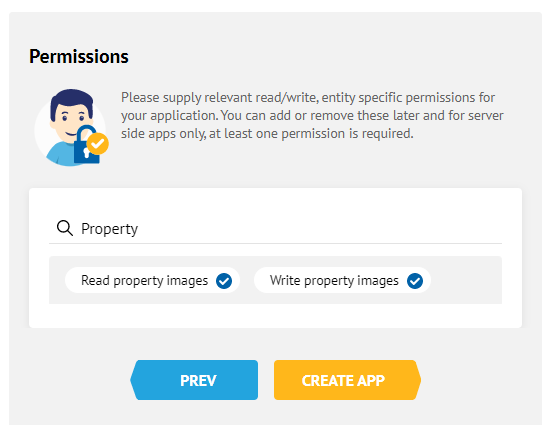 Permissions
Please supply relevant read/write, entity specific permissions for
your application. You can add or remove these later and for server
side apps only, at least one permission is required.
Property
Read property images Write property images
PREV CREATE APP